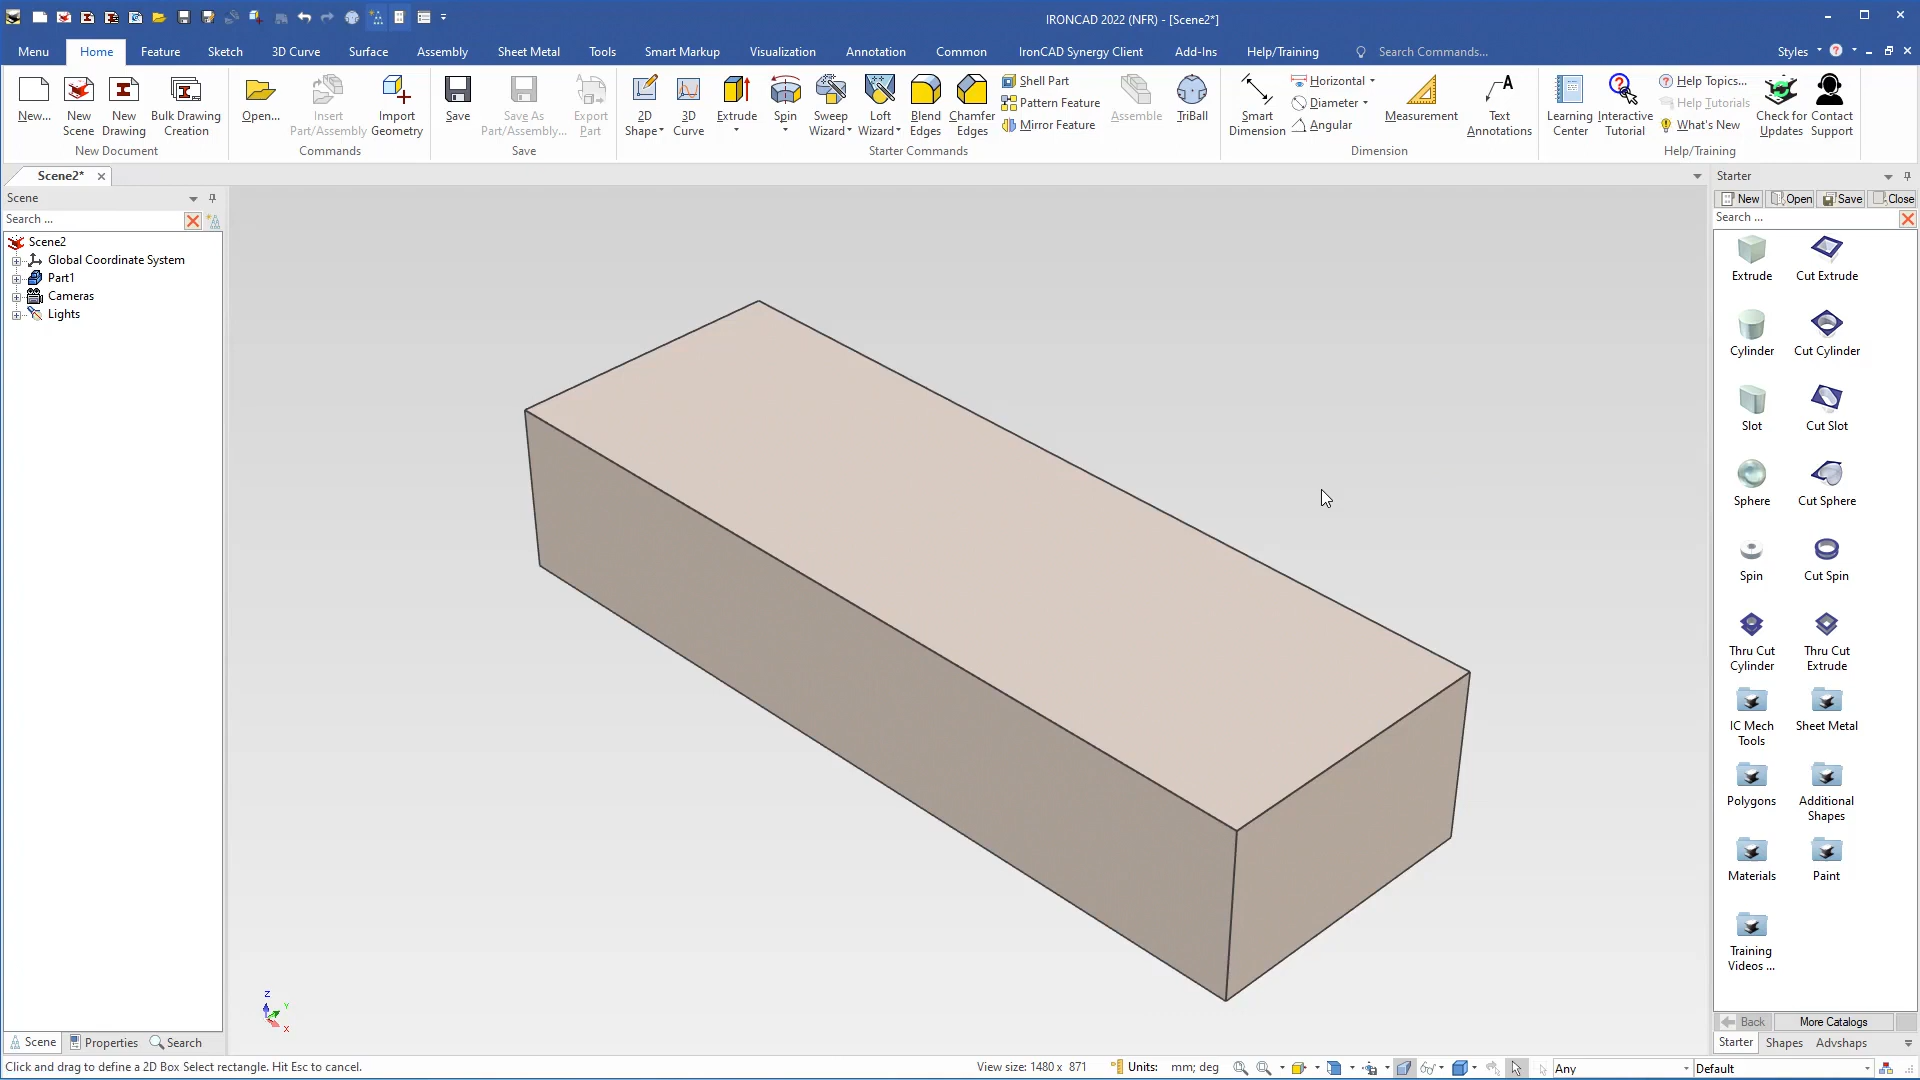 IRONCAD 2022 (NFR) - [Scene2*]
Menu Home Feature Sketch 3D Curve Surface Assembly Sheet Metal Tools Smart Markup Visualization Annotation Common IronCAD Synergy Client Add-Ins Help/Training Search Commands... Styles
New...
New Scene
New Drawing
Bulk Drawing Creation
New Document
Open...
Insert Part/Assembly
Import Geometry
Commands
Save
Save As Part/Assembly...
Export Part
Save
2D Shape
3D Curve
Extrude
Spin
Sweep Wizard
Loft Wizard
Blend Edges
Chamfer Edges
Shell Part
Pattern Feature
Mirror Feature
Assemble
TriBall
Starter Commands
Smart Dimension
Horizontal
Diameter
Angular
Measurement
Text Annotations
Dimension
Learning Center
Interactive Tutorial
Help Topics...
Help Tutorials
What's New
Check for Updates
Contact Support
Help/Training
Scene2*
Scene
Search ...
Scene2
Global Coordinate System
Part1
Cameras
Lights
Z
Y
X
Scene Properties Search
Starter
New Open Save Close
Search ...
Extrude Cut Extrude
Cylinder Cut Cylinder
Slot Cut Slot
Sphere Cut Sphere
Spin Cut Spin
Thru Cut Cylinder
Thru Cut Extrude
IC Mech Tools
Sheet Metal
Polygons
Additional Shapes
Materials Paint
Training Videos ...
Back More Catalogs
Starter Shapes Advshaps
Click and drag to define a 2D Box Select rectangle. Hit Esc to cancel.
View size: 1480 x 871 Units: mm; deg Any Default